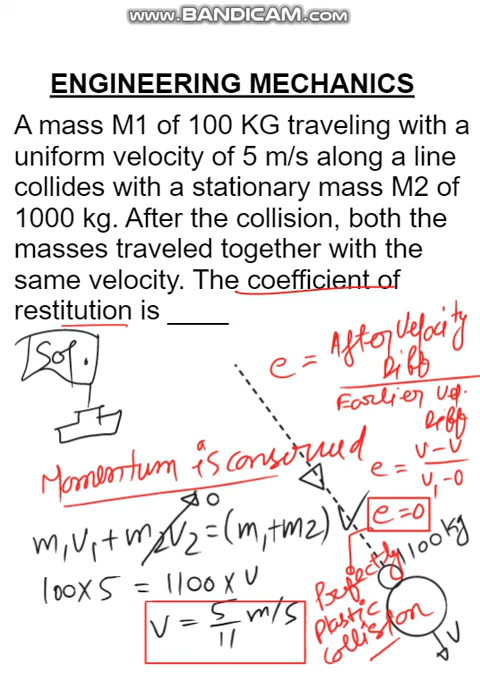 www.BANDICAM.com
ENGINEERING MECHANICS
A mass M1 of 100 KG traveling with a
uniform velocity of 5 m/s along a line
collides with a stationary mass M2 of
1000 kg. After the collision, both the
masses traveled together with the
same velocity. The coefficient of
restitution is ____
Sol.
e = After Velocity Diff
Earlier Vel. Diff
Momentum is conserved
e = V-V
V₁-0
0
m₁V₁+m₂V₂=(m₁+m2)V
e=0
1100kg
100×5 = 1100×V
V = 5/11 m/s
Perfectly
Plastic
Collision
V